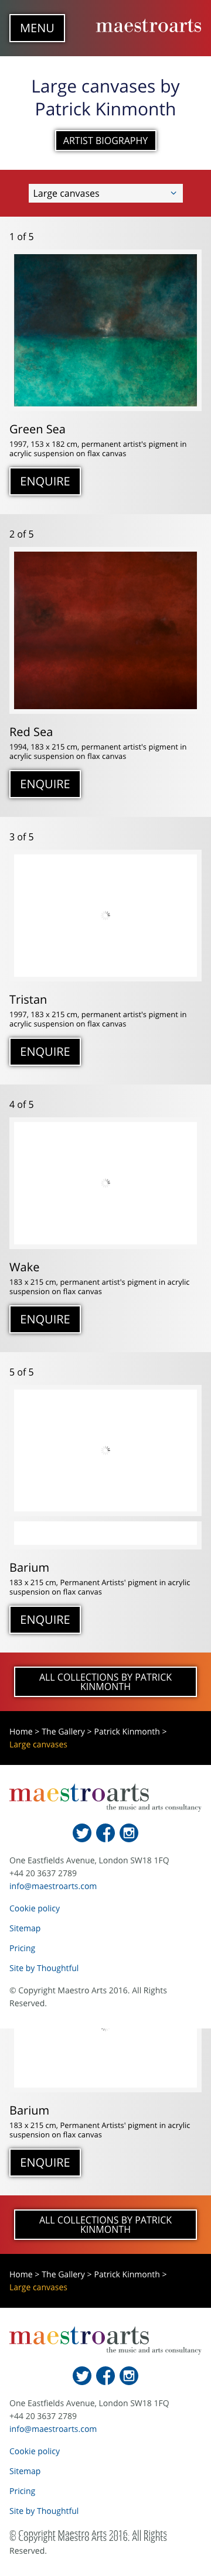 MENU
maestroarts
Large canvases by
Patrick Kinmonth
ARTIST BIOGRAPHY
Large canvases
1 of 5
Green Sea
1997, 153 x 182 cm, permanent artist's pigment in
acrylic suspension on flax canvas
ENQUIRE
2 of 5
Red Sea
1994, 183 x 215 cm, permanent artist's pigment in
acrylic suspension on flax canvas
ENQUIRE
3 of 5
Tristan
1997, 183 x 215 cm, permanent artist's pigment in
acrylic suspension on flax canvas
ENQUIRE
4 of 5
Wake
183 x 215 cm, permanent artist's pigment in acrylic
suspension on flax canvas
ENQUIRE
5 of 5
Barium
183 x 215 cm, Permanent Artists' pigment in acrylic
suspension on flax canvas
ENQUIRE
ALL COLLECTIONS BY PATRICK
KINMONTH
Home > The Gallery > Patrick Kinmonth >
Large canvases
maestroarts
the music and arts consultancy
One Eastfields Avenue, London SW18 1FQ
+44 20 3637 2789
info@maestroarts.com
Cookie policy
Sitemap
Pricing
Site by Thoughtful
© Copyright Maestro Arts 2016. All Rights
Reserved.
Barium
183 x 215 cm, Permanent Artists' pigment in acrylic
suspension on flax canvas
ENQUIRE
ALL COLLECTIONS BY PATRICK
KINMONTH
Home > The Gallery > Patrick Kinmonth >
Large canvases
maestroarts
the music and arts consultancy
One Eastfields Avenue, London SW18 1FQ
+44 20 3637 2789
info@maestroarts.com
Cookie policy
Sitemap
Pricing
Site by Thoughtful
© Copyright Maestro Arts 2016. All Rights
© Copyright Maestro Arts 2016. All Rights
Reserved.